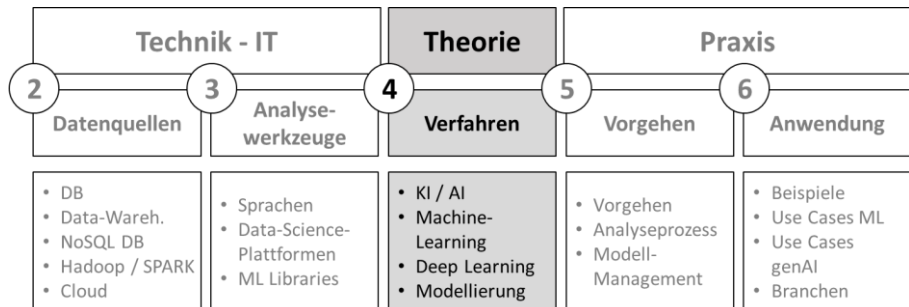 Technik - IT
Theorie
Praxis
2
3
4
5
6
Datenquellen
Analyse-
werkzeuge
Verfahren
Vorgehen
Anwendung
• DB
• Data-Wareh.
• NoSQL DB
• Hadoop / SPARK
• Cloud
• Sprachen
• Data-Science-
Plattformen
• ML Libraries
• KI / AI
• Machine-
Learning
• Deep Learning
• Modellierung
• Vorgehen
• Analyseprozess
• Modell-
Management
• Beispiele
• Use Cases ML
• Use Cases
genAI
• Branchen